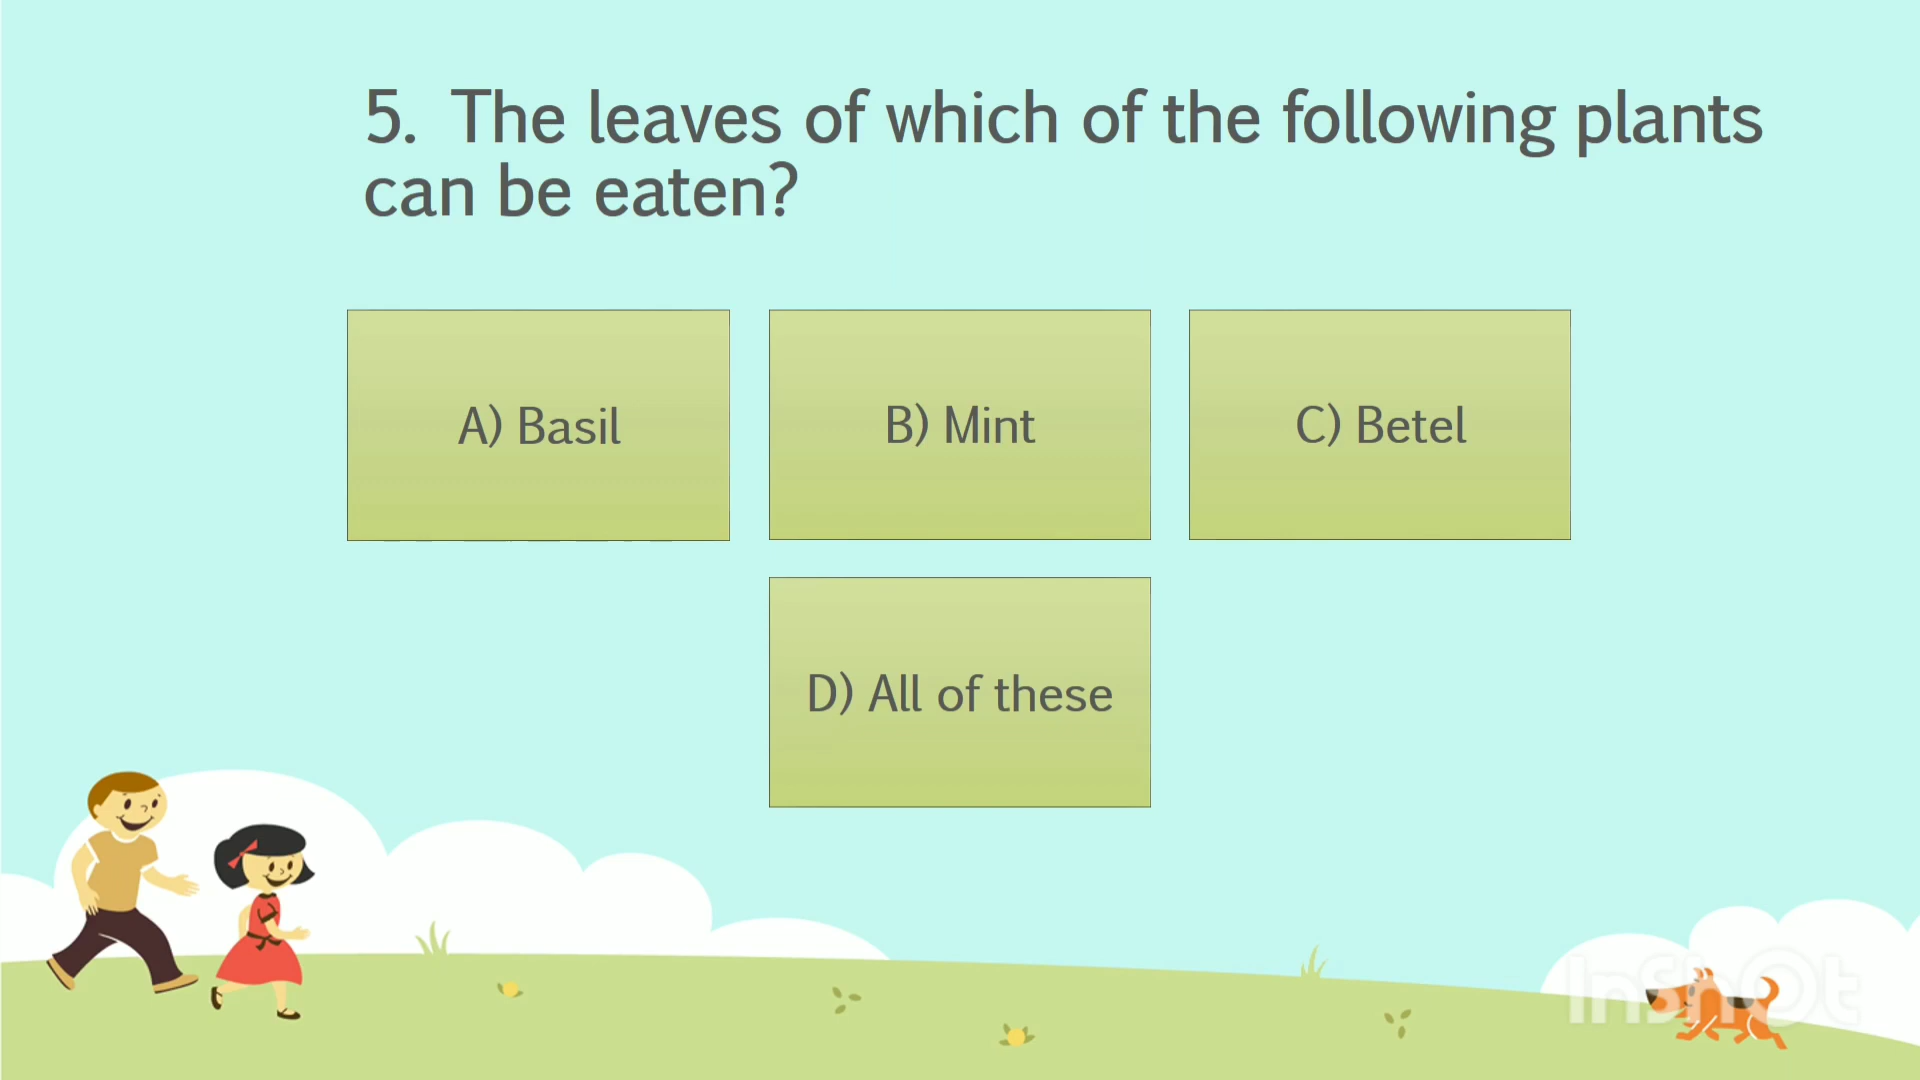 5. The leaves of which of the following plants
can be eaten?
A) Basil
B) Mint
C) Betel
D) All of these
InShOt